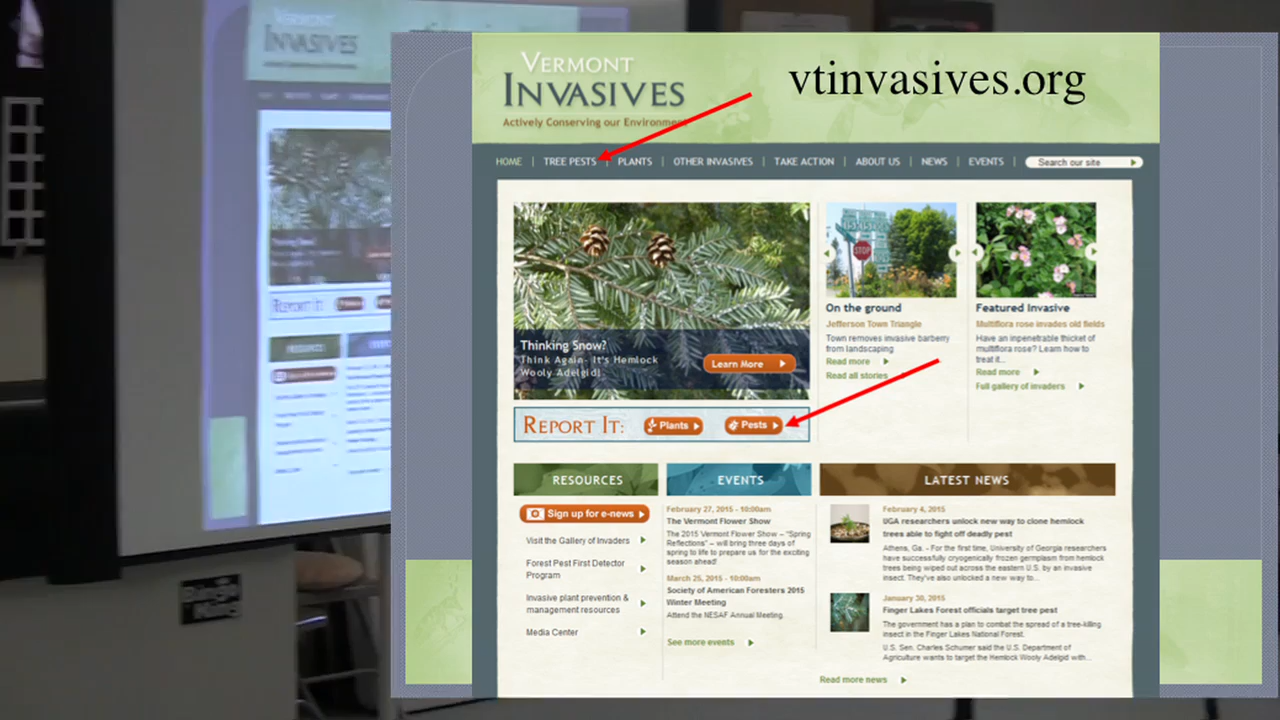 VERMONT
INVASIVES
Actively Conserving our Environment
vtinvasives.org
HOME | TREE PESTS | PLANTS | OTHER INVASIVES | TAKE ACTION | ABOUT US | NEWS | EVENTS | Search our site
Thinking Snow?
Think Again- It's Hemlock
Wooly Adelgid!
Learn More
REPORT IT: Plants Pests
STOP
On the ground
Jefferson Town Triangle
Town removes invasive barberry
from landscaping
Read more
Read all stories
Featured Invasive
Multiflora rose invades old fields
Have an impenetrable thicket of
multiflora rose? Learn how to
treat it...
Read more
Full gallery of invaders
RESOURCES
Sign up for e-news
Visit the Gallery of Invaders
Forest Pest First Detector
Program
Invasive plant prevention &
management resources
Media Center
EVENTS
February 27, 2015 - 10:00am
The Vermont Flower Show
The 2015 Vermont Flower Show – "Spring
Reflections" – will bring three days of
spring to life to prepare us for the exciting
season ahead!
March 25, 2015 - 10:00am
Society of American Foresters 2015
Winter Meeting
Attend the NESAF Annual Meeting.
See more events
LATEST NEWS
February 4, 2015
UGA researchers unlock new way to clone hemlock
trees able to fight off deadly pest
Athens, Ga. - For the first time, University of Georgia researchers
have successfully cryogenically frozen germplasm from hemlock
trees being wiped out across the eastern U.S. by an invasive
insect. They've also unlocked a new way to...
January 30, 2015
Finger Lakes Forest officials target tree pest
The government has a plan to combat the spread of a tree-killing
insect in the Finger Lakes National Forest.
U.S. Sen. Charles Schumer said the U.S. Department of
Agriculture wants to target the Hemlock Wooly Adelgid with...
Read more news
VERMONT
INVASIVES
REPORT IT
RESOURCES